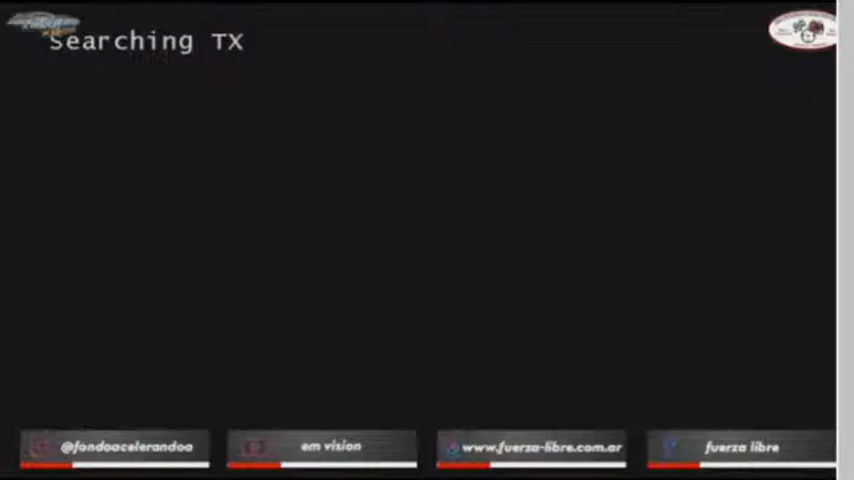 Searching TX
@fondoacelerandoa
em vision
www.fuerza-libre.com.ar
fuerza libre